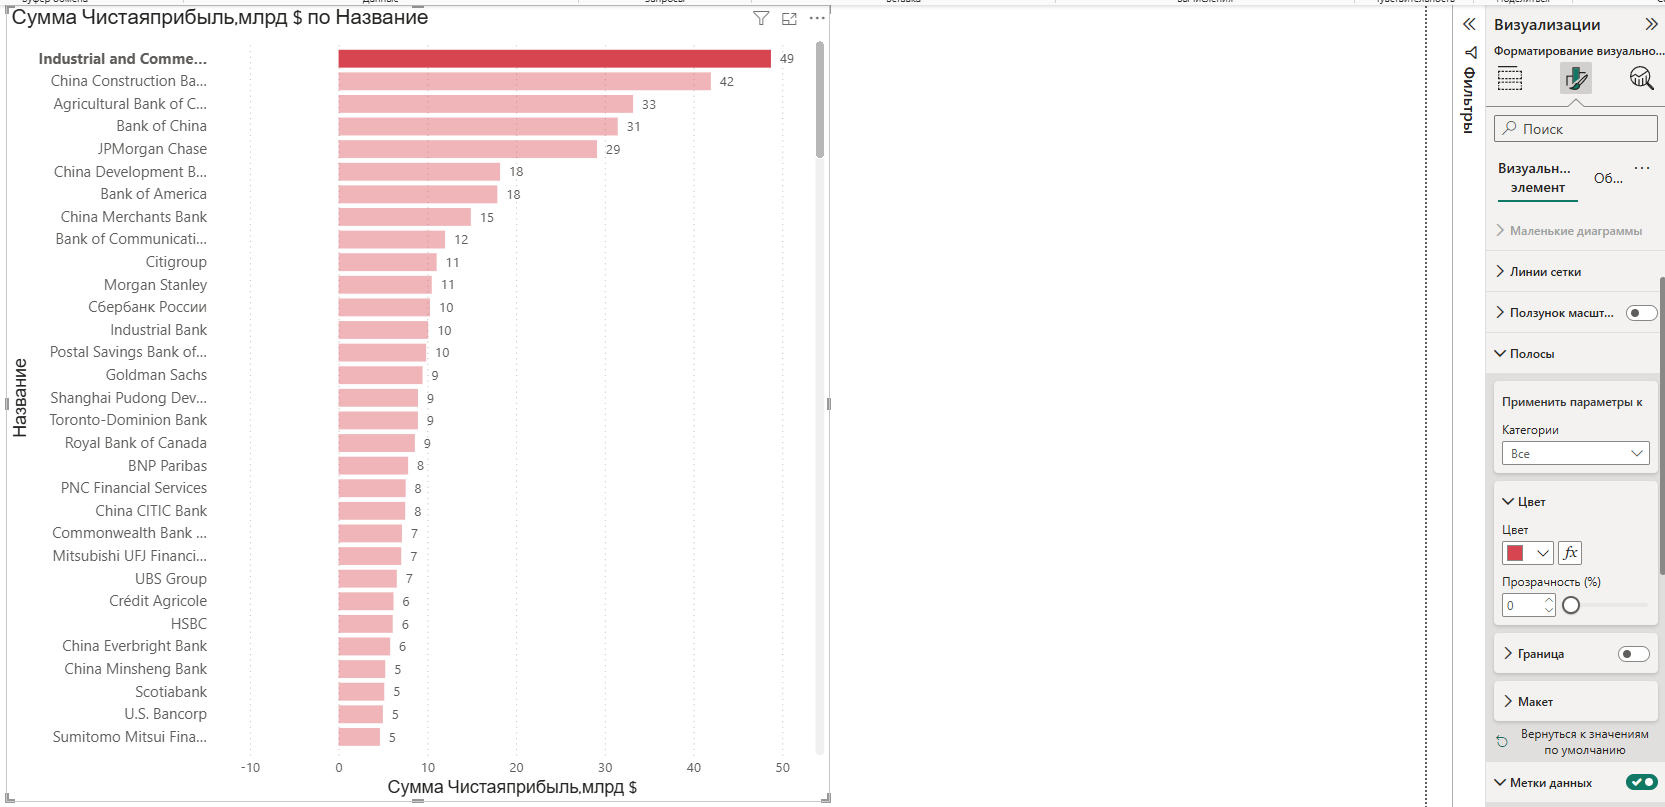 Сумма Чистаяприбыль,млрд $ по Название
Industrial and Comme... 49
China Construction Ba... 42
Agricultural Bank of C... 33
Bank of China 31
JPMorgan Chase 29
China Development B... 18
Bank of America 18
China Merchants Bank 15
Bank of Communicati... 12
Citigroup 11
Morgan Stanley 11
Сбербанк России 10
Industrial Bank 10
Postal Savings Bank of... 10
Goldman Sachs 9
Shanghai Pudong Dev... 9
Toronto-Dominion Bank 9
Royal Bank of Canada 9
BNP Paribas 8
PNC Financial Services 8
China CITIC Bank 8
Commonwealth Bank ... 7
Mitsubishi UFJ Financi... 7
UBS Group 7
Crédit Agricole 6
HSBC 6
China Everbright Bank 6
China Minsheng Bank 5
Scotiabank 5
U.S. Bancorp 5
Sumitomo Mitsui Fina... 5
Название
-10 0 10 20 30 40 50
Сумма Чистаяприбыль,млрд $
Фильтры
Визуализации
Форматирование визуально...
Поиск
Визуальн...
элемент
Об...
Маленькие диаграммы
Линии сетки
Ползунок масшт...
Полосы
Применить параметры к
Категории
Все
Цвет
Цвет
fx
Прозрачность (%)
0
Граница
Макет
Вернуться к значениям
по умолчанию
Метки данных